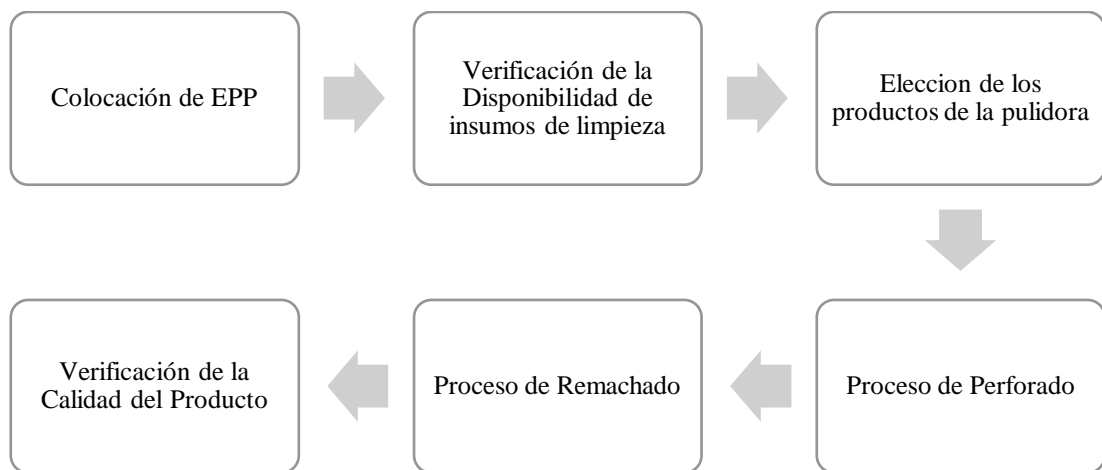 Colocación de EPP
Verificación de la
Disponibilidad de
insumos de limpieza
Eleccion de los
productos de la pulidora
Proceso de Perforado
Proceso de Remachado
Verificación de la
Calidad del Producto